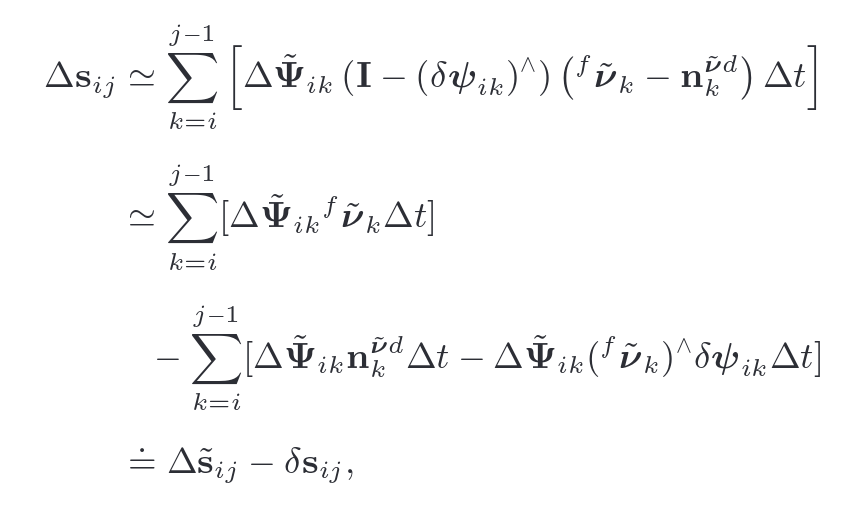 $\Delta \mathbf{s}_{ij} \simeq \sum_{k=i}^{j-1} \left[ \Delta \tilde{\boldsymbol{\Psi}}_{ik} \left( \mathbf{I} - (\delta \boldsymbol{\psi}_{ik})^{\wedge} \right) \left( {}^{f}\tilde{\boldsymbol{\nu}}_{k} - \mathbf{n}_{k}^{\tilde{\boldsymbol{\nu}}d} \right) \Delta t \right]$
$\simeq \sum_{k=i}^{j-1} [ \Delta \tilde{\boldsymbol{\Psi}}_{ik} {}^{f}\tilde{\boldsymbol{\nu}}_{k} \Delta t ]$
$- \sum_{k=i}^{j-1} [ \Delta \tilde{\boldsymbol{\Psi}}_{ik} \mathbf{n}_{k}^{\tilde{\boldsymbol{\nu}}d} \Delta t - \Delta \tilde{\boldsymbol{\Psi}}_{ik} ({}^{f}\tilde{\boldsymbol{\nu}}_{k})^{\wedge} \delta \boldsymbol{\psi}_{ik} \Delta t ]$
$\doteq \Delta \tilde{\mathbf{s}}_{ij} - \delta \mathbf{s}_{ij},$